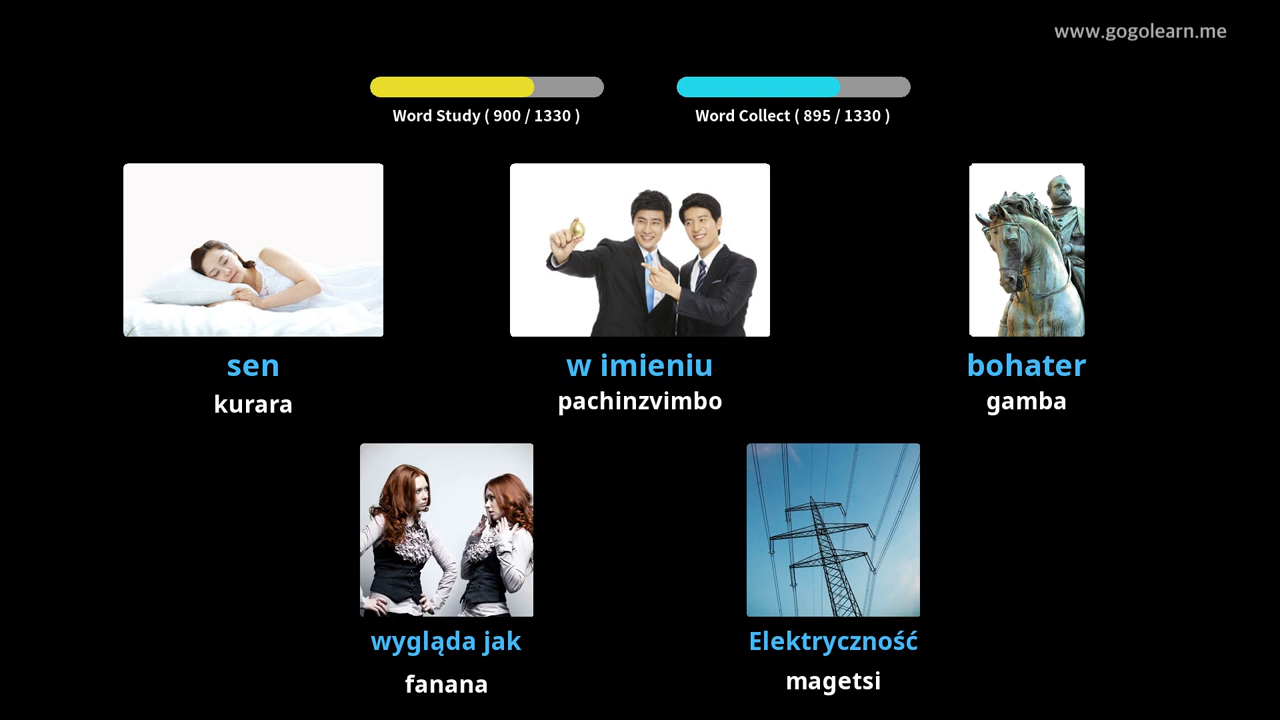 www.gogolearn.me
Word Study ( 900 / 1330 )
Word Collect ( 895 / 1330 )
sen
kurara
w imieniu
pachinzvimbo
bohater
gamba
wygląda jak
fanana
Elektryczność
magetsi